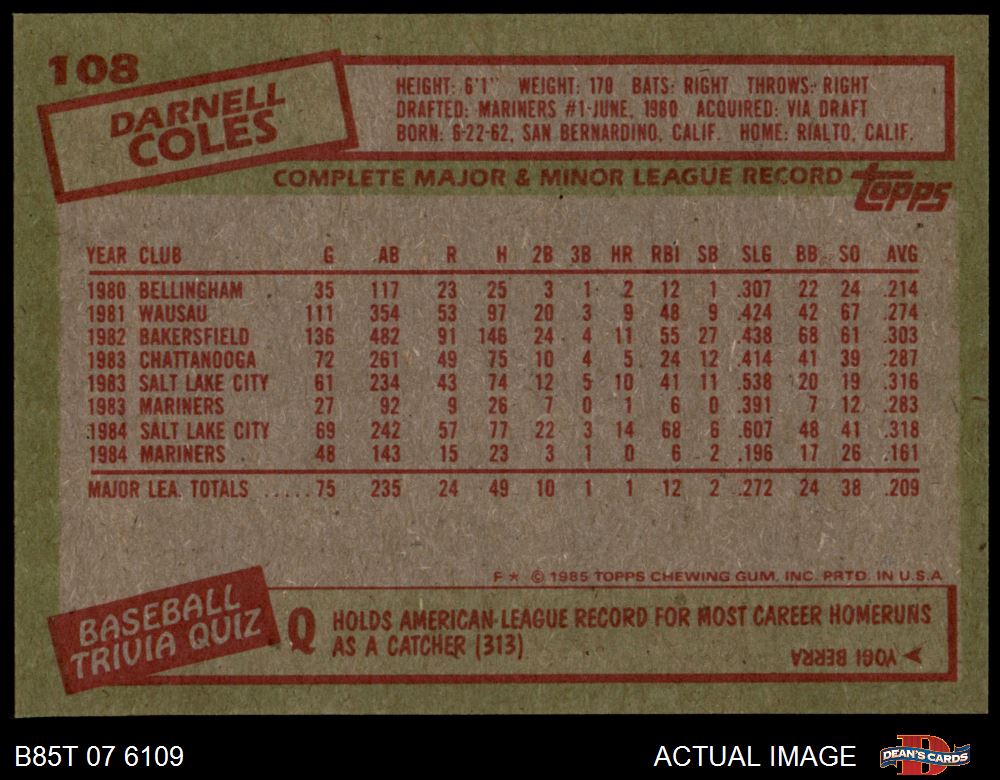 108
DARNELL
COLES
HEIGHT: 6'1" WEIGHT: 170 BATS: RIGHT THROWS: RIGHT
DRAFTED: MARINERS #1-JUNE, 1980 ACQUIRED: VIA DRAFT
BORN: 6-22-62, SAN BERNARDINO, CALIF. HOME: RIALTO, CALIF.
COMPLETE MAJOR & MINOR LEAGUE RECORD topps
YEAR CLUB G AB R H 2B 3B HR RBI SB SLG BB SO AVG
1980 BELLINGHAM 35 117 23 25 3 1 2 12 1 .307 22 24 .214
1981 WAUSAU 111 354 53 97 20 3 9 48 9 .424 42 67 .274
1982 BAKERSFIELD 136 482 91 146 24 4 11 55 27 .438 68 61 .303
1983 CHATTANOOGA 72 261 49 75 10 4 5 24 12 .414 41 39 .287
1983 SALT LAKE CITY 61 234 43 74 12 5 10 41 11 .538 20 19 .316
1983 MARINERS 27 92 9 26 7 0 1 6 0 .391 7 12 .283
1984 SALT LAKE CITY 69 242 57 77 22 3 14 68 6 .607 48 41 .318
1984 MARINERS 48 143 15 23 3 1 0 6 2 .196 17 26 .161
MAJOR LEA. TOTALS .....75 235 24 49 10 1 1 12 2 .272 24 38 .209
F * © 1985 TOPPS CHEWING GUM, INC. PRTD. IN U.S.A
BASEBALL
TRIVIA QUIZ
Q HOLDS AMERICAN LEAGUE RECORD FOR MOST CAREER HOMERUNS
AS A CATCHER (313)
YOGI BERRA
B85T 07 6109
ACTUAL IMAGE
DEAN'S CARDS